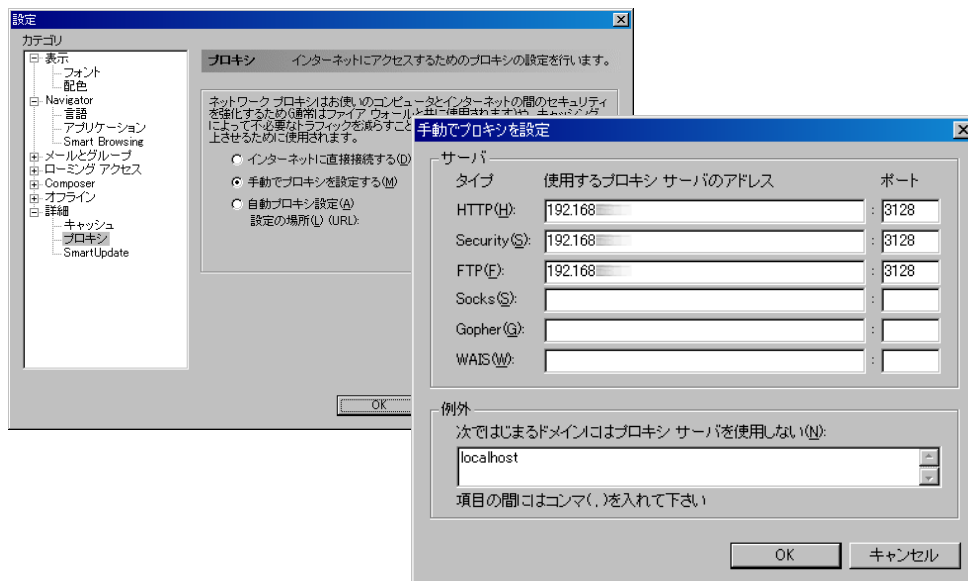 設定
カテゴリ
表示
フォント
配色
Navigator
言語
アプリケーション
Smart Browsing
メールとグループ
ローミング アクセス
Composer
オフライン
詳細
キャッシュ
プロキシ
SmartUpdate
プロキシ インターネットにアクセスするためのプロキシの設定を行います。
ネットワーク プロキシはお使いのコンピュータとインターネットの間のセキュリティ
を強化するため(通常はファイア ウォールと共に使用されます)や、キャッシング
によって不必要なトラフィックを減らすこと
上させるために使用されます。
インターネットに直接接続する(D)
手動でプロキシを設定する(M)
自動プロキシ設定(A)
設定の場所(L) (URL):
OK
手動でプロキシを設定
サーバ
タイプ 使用するプロキシ サーバのアドレス ポート
HTTP(H): 192.168 : 3128
Security(S): 192.168 : 3128
FTP(F): 192.168 : 3128
Socks(S): :
Gopher(G): :
WAIS(W): :
例外
次ではじまるドメインにはプロキシ サーバを使用しない(N):
localhost
項目の間にはコンマ(,)を入れて下さい
OK キャンセル